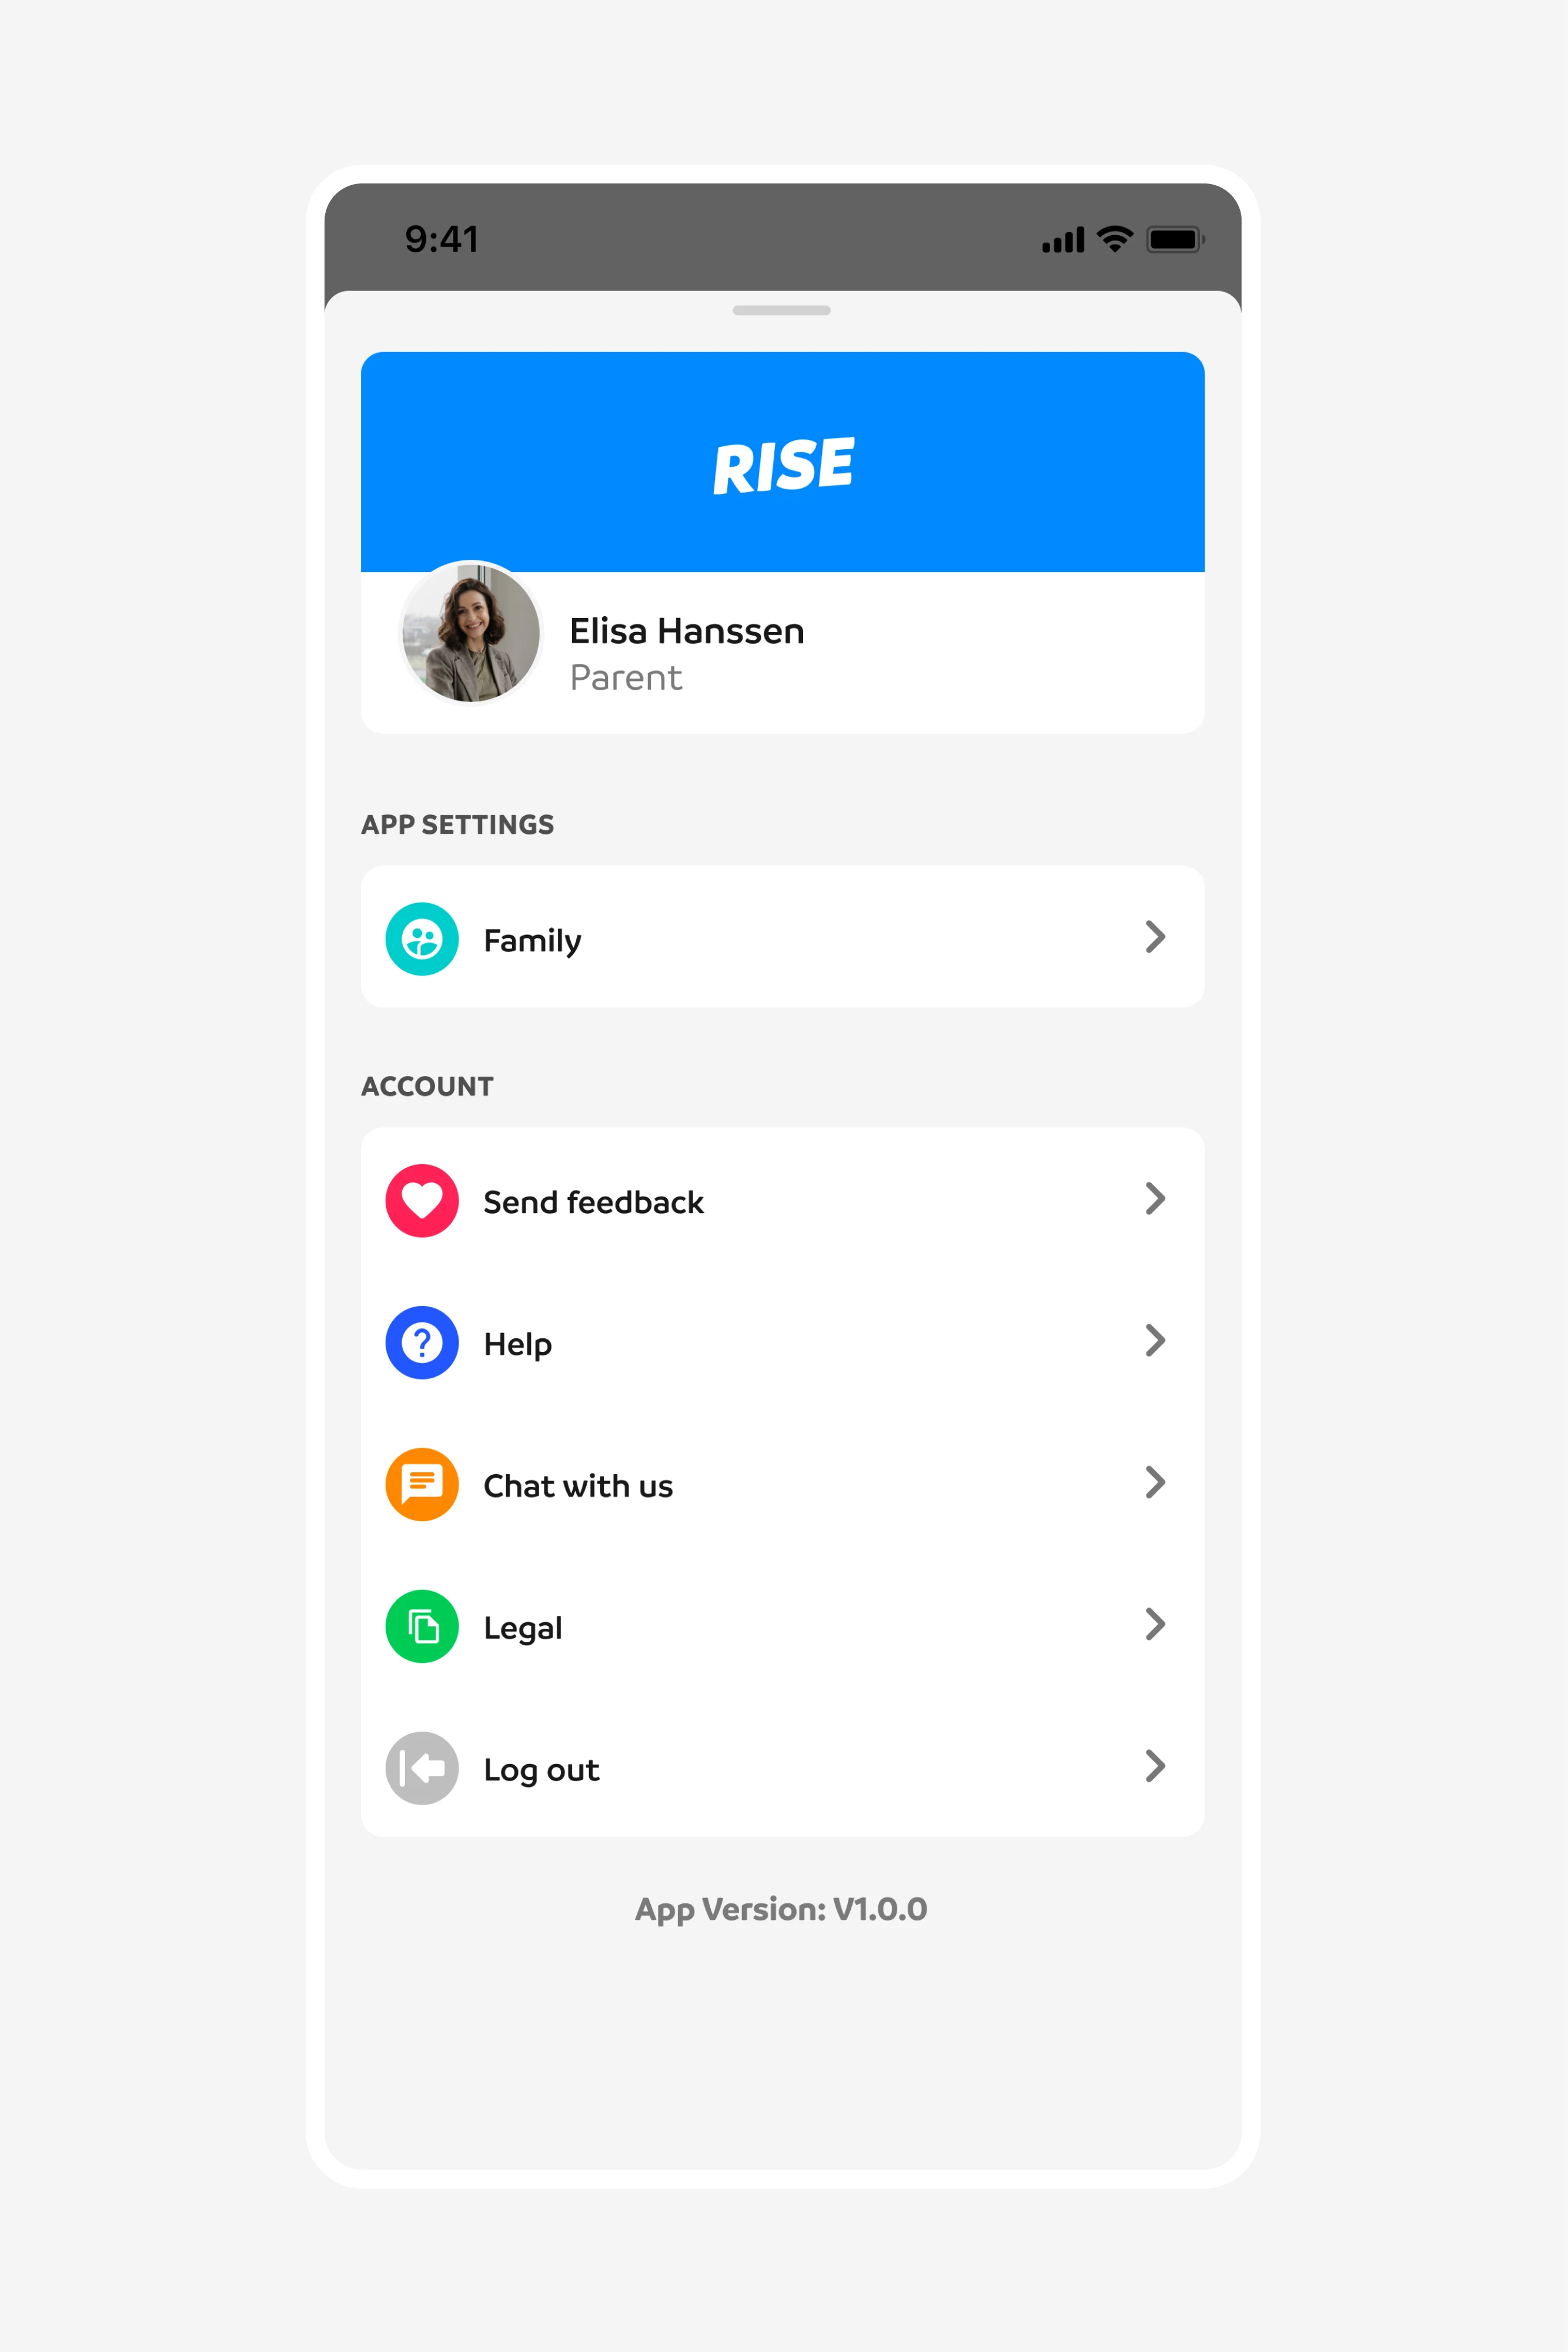 9:41
RISE
Elisa Hanssen
Parent
APP SETTINGS
Family
ACCOUNT
Send feedback
Help
Chat with us
Legal
Log out
App Version: V1.0.0